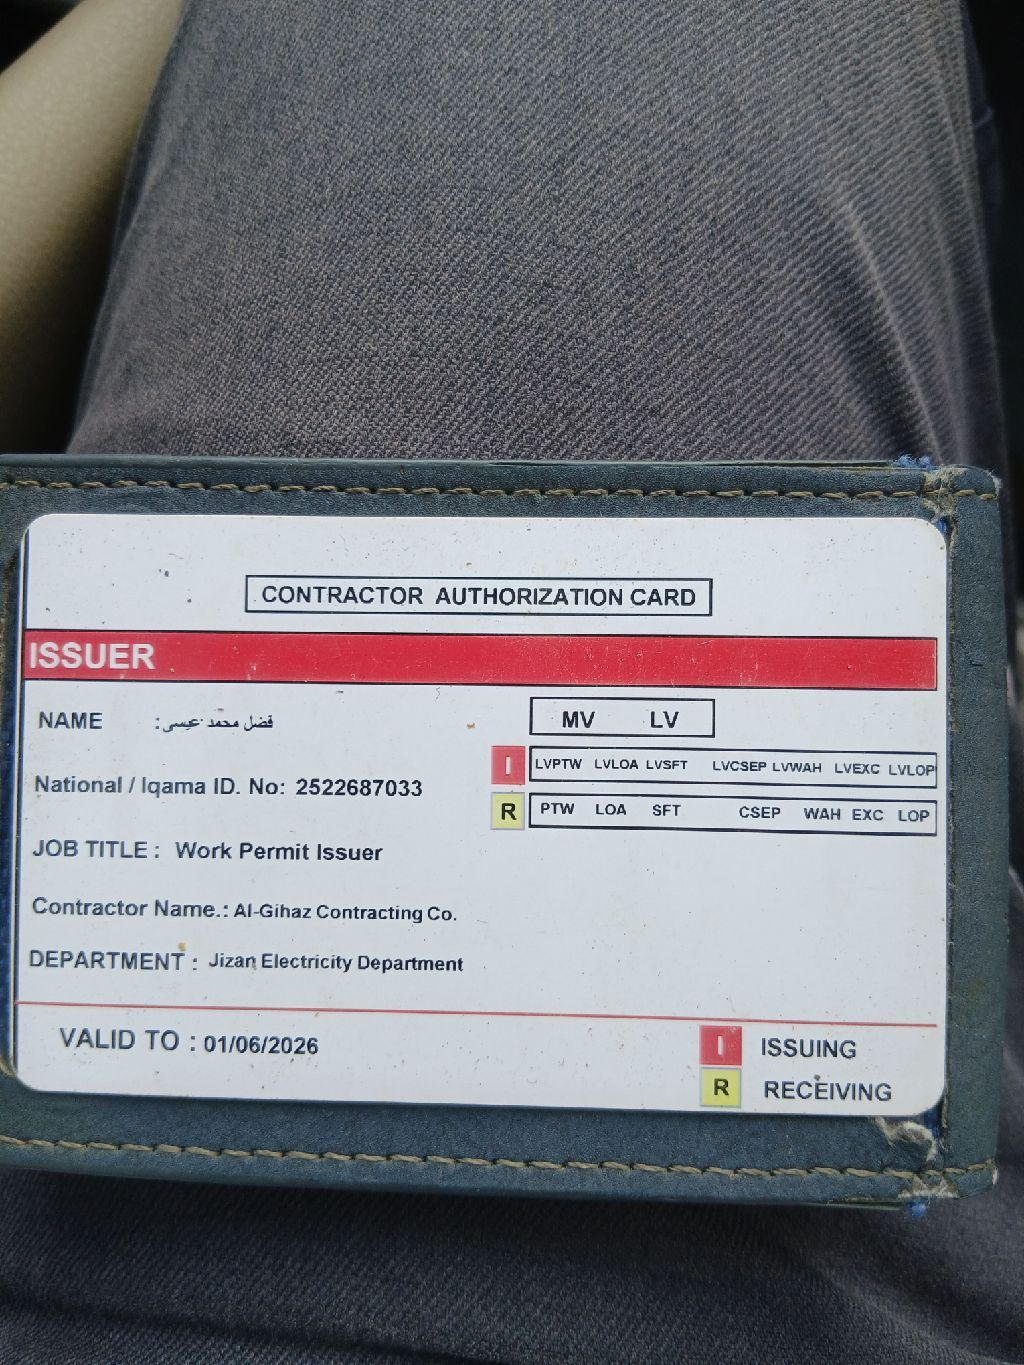 CONTRACTOR AUTHORIZATION CARD
ISSUER
NAME : فضل محمد عيسى
MV LV
I LVPTW LVLOA LVSFT LVCSEP LVWAH LVEXC LVLOP
National / Iqama ID. No: 2522687033
R PTW LOA SFT CSEP WAH EXC LOP
JOB TITLE : Work Permit Issuer
Contractor Name.: Al-Gihaz Contracting Co.
DEPARTMENT : Jizan Electricity Department
VALID TO : 01/06/2026
I ISSUING
R RECEIVING